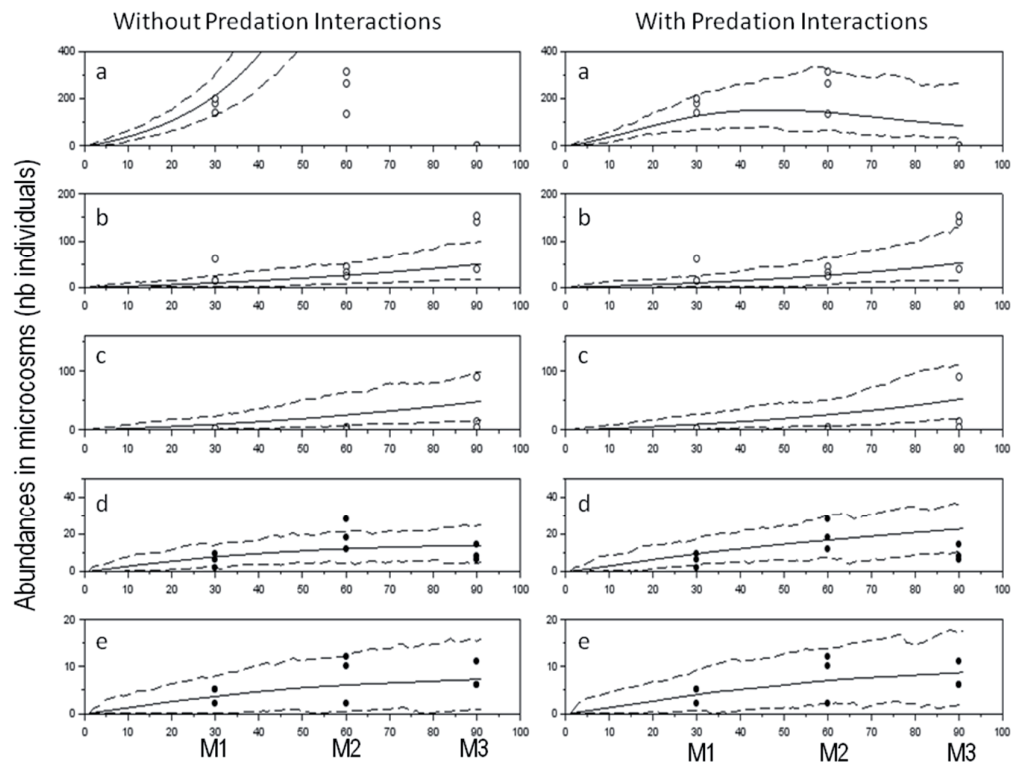 Without Predation Interactions
With Predation Interactions
Abundances in microcosms (nb individuals)
a
400
200
0
0 10 20 30 40 50 60 70 80 90 100
a
400
200
0
0 10 20 30 40 50 60 70 80 90 100
b
200
100
0
0 10 20 30 40 50 60 70 80 90 100
b
200
100
0
0 10 20 30 40 50 60 70 80 90 100
c
100
0
0 10 20 30 40 50 60 70 80 90 100
c
100
0
0 10 20 30 40 50 60 70 80 90 100
d
40
20
0
0 10 20 30 40 50 60 70 80 90 100
d
40
20
0
0 10 20 30 40 50 60 70 80 90 100
e
20
10
0
0 10 20 30 40 50 60 70 80 90 100
M1 M2 M3
e
20
10
0
0 10 20 30 40 50 60 70 80 90 100
M1 M2 M3